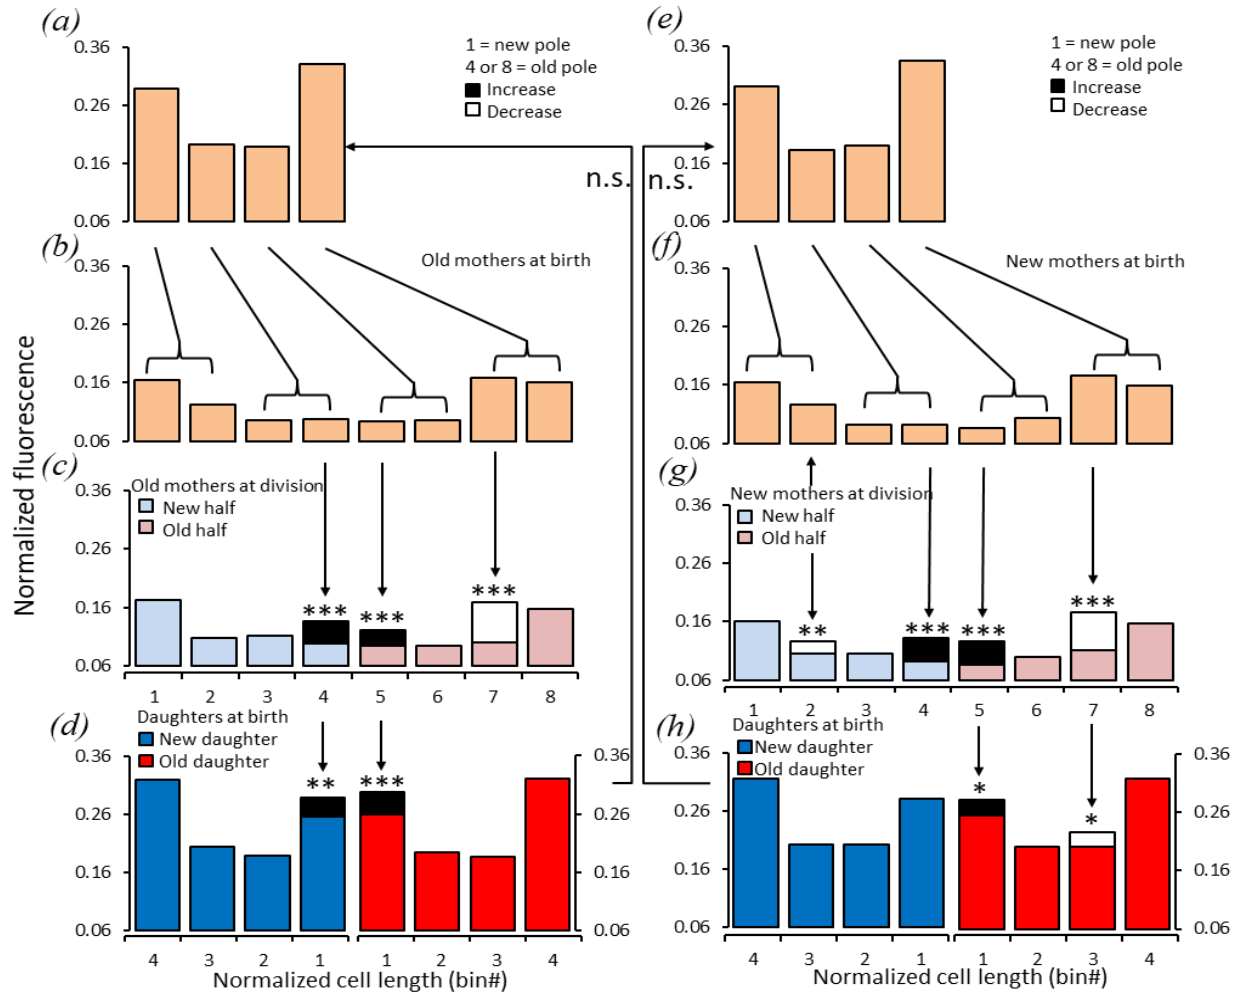 (a)
0.36
0.26
0.16
0.06
1 = new pole
4 or 8 = old pole
Increase
Decrease
n.s.
(e)
0.36
0.26
0.16
0.06
1 = new pole
4 or 8 = old pole
Increase
Decrease
n.s.
Normalized fluorescence
(b)
Old mothers at birth
0.36
0.26
0.16
0.06
(f)
New mothers at birth
0.36
0.26
0.16
0.06
(c)
Old mothers at division
New half
Old half
0.36
0.26
0.16
0.06
*** *** ***
1 2 3 4 5 6 7 8
(g)
New mothers at division
New half
Old half
0.36
0.26
0.16
0.06
** *** *** ***
1 2 3 4 5 6 7 8
(d)
Daughters at birth
New daughter
Old daughter
0.36
0.26
0.16
0.06
** ***
0.36
0.26
0.16
0.06
4 3 2 1 1 2 3 4
Normalized cell length (bin#)
(h)
Daughters at birth
New daughter
Old daughter
0.36
0.26
0.16
0.06
* *
0.36
0.26
0.16
0.06
4 3 2 1 1 2 3 4
Normalized cell length (bin#)